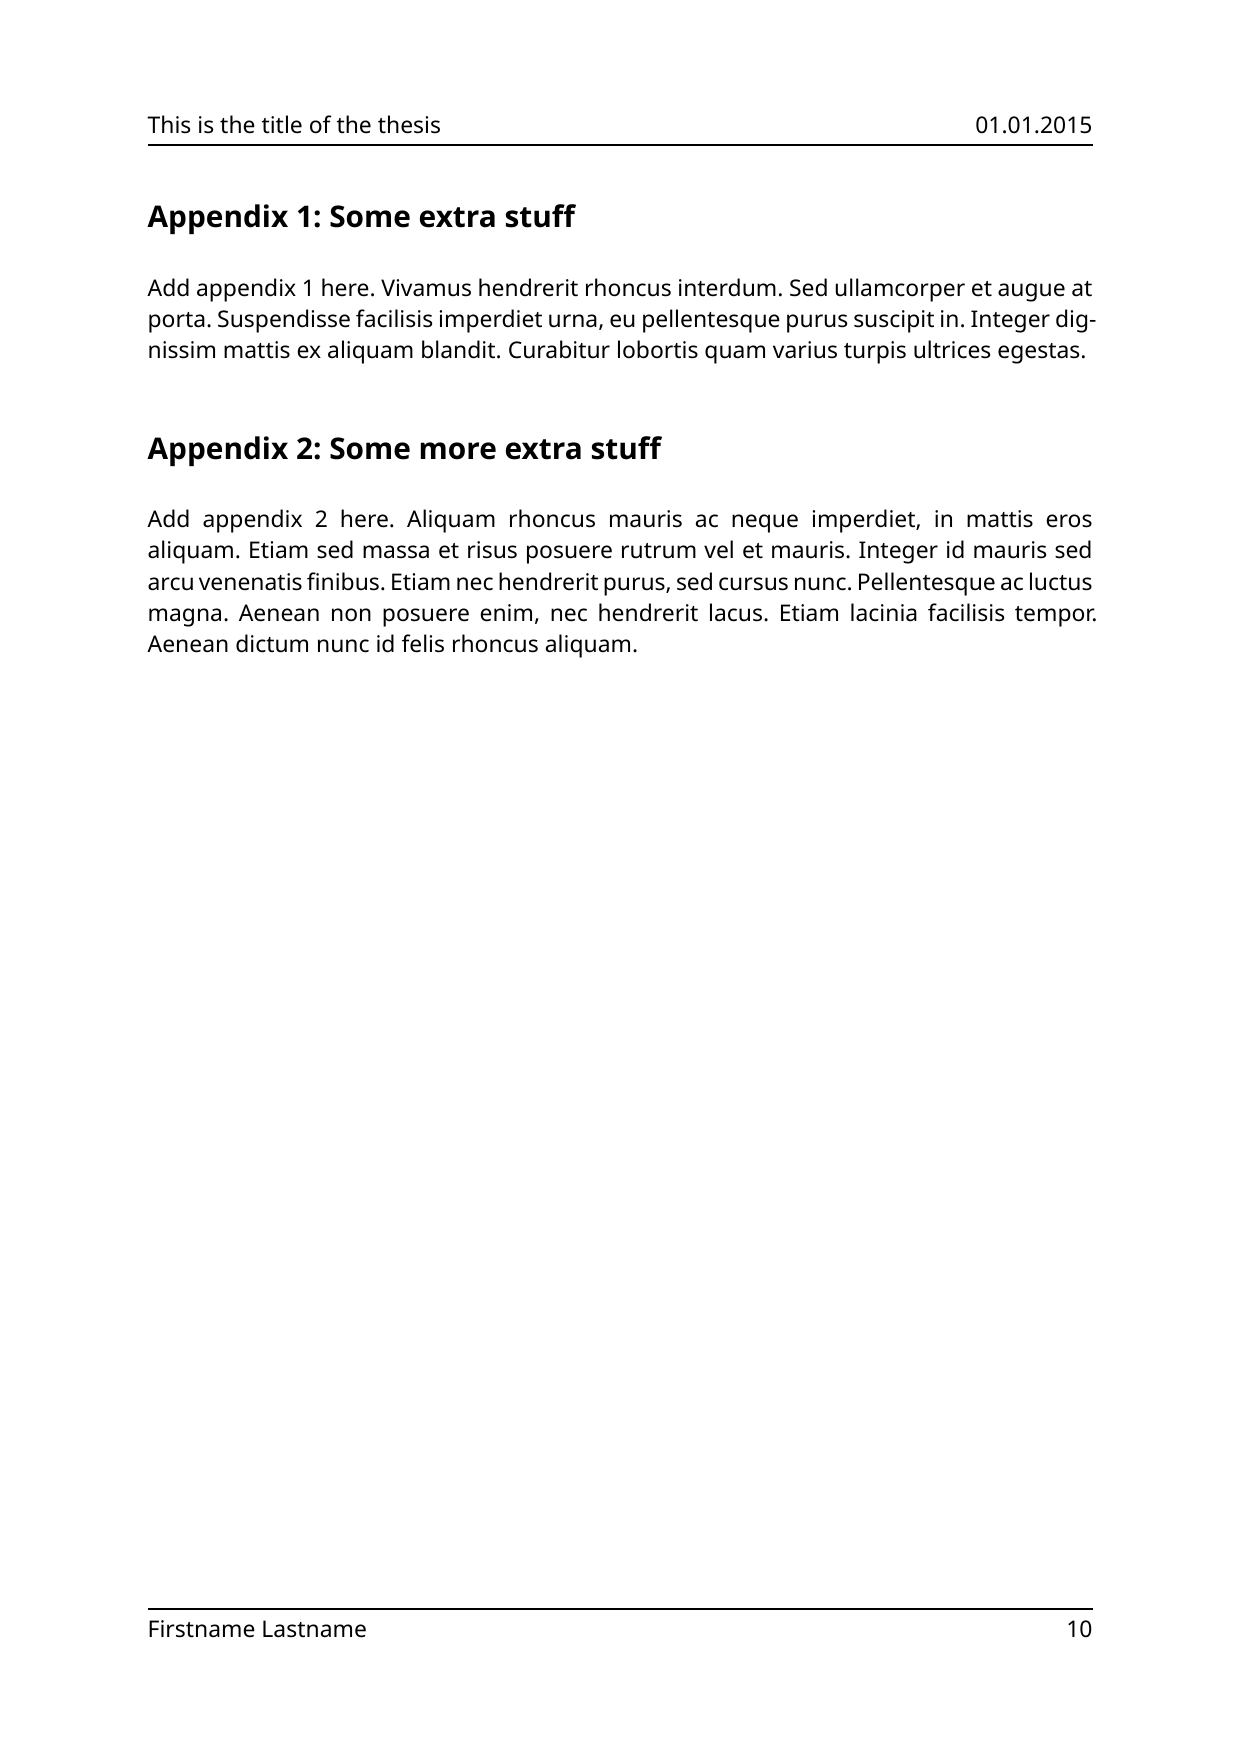 This is the title of the thesis 01.01.2015
Appendix 1: Some extra stuff
Add appendix 1 here. Vivamus hendrerit rhoncus interdum. Sed ullamcorper et augue at
porta. Suspendisse facilisis imperdiet urna, eu pellentesque purus suscipit in. Integer dig-
nissim mattis ex aliquam blandit. Curabitur lobortis quam varius turpis ultrices egestas.
Appendix 2: Some more extra stuff
Add appendix 2 here. Aliquam rhoncus mauris ac neque imperdiet, in mattis eros
aliquam. Etiam sed massa et risus posuere rutrum vel et mauris. Integer id mauris sed
arcu venenatis finibus. Etiam nec hendrerit purus, sed cursus nunc. Pellentesque ac luctus
magna. Aenean non posuere enim, nec hendrerit lacus. Etiam lacinia facilisis tempor.
Aenean dictum nunc id felis rhoncus aliquam.
Firstname Lastname 10